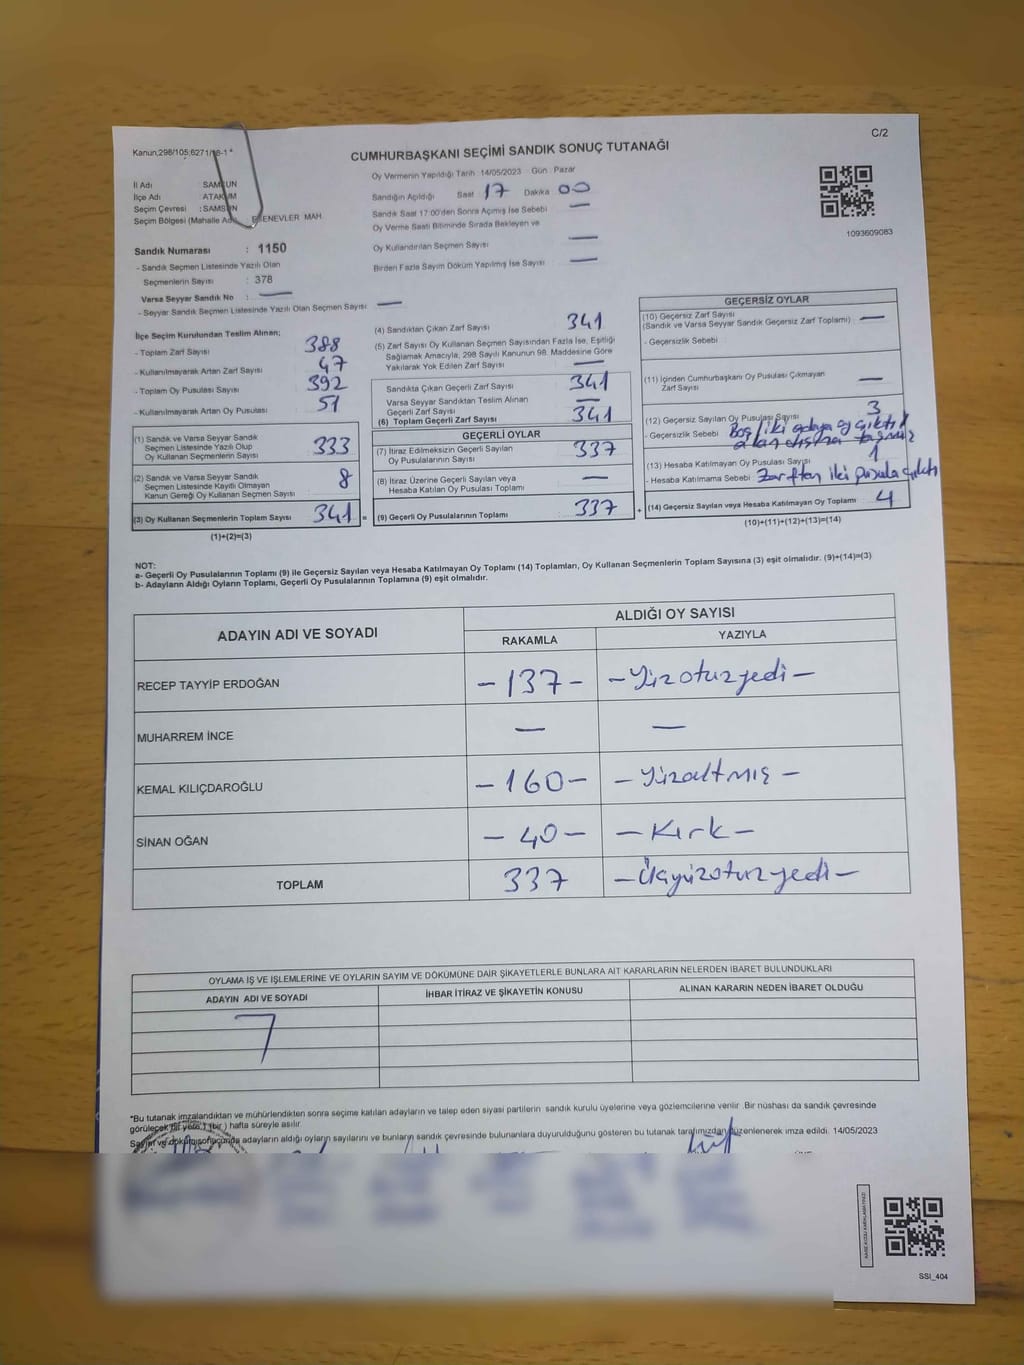 C/2
Kanun;298/105,6271/18-1*
CUMHURBAŞKANI SEÇİMİ SANDIK SONUÇ TUTANAĞI
Oy Vermenin Yapıldığı Tarih 14/05/2023 Gün : Pazar
İl Adı : SAMSUN
İlçe Adı : ATAKUM
Seçim Çevresi : SAMSUN
Seçim Bölgesi (Mahalle Adı) : ESENEVLER MAH
Sandığın Açıldığı Saat 17 Dakika 00
Sandık Saat 17:00'den Sonra Açımış İse Sebebi —
Oy Verme Saati Bitiminde Sırada Bekleyen ve
Oy Kullandırılan Seçmen Sayısı —
Birden Fazla Sayım Döküm Yapılmış İse Sayısı —
1093609083
Sandık Numarası : 1150
- Sandık Seçmen Listesinde Yazılı Olan
Seçmenlerin Sayısı : 378
Varsa Seyyar Sandık No : —
- Seyyar Sandık Seçmen Listesinde Yazılı Olan Seçmen Sayısı —
İlçe Seçim Kurulundan Teslim Alınan;
- Toplam Zarf Sayısı 388
- Kullanılmayarak Artan Zarf Sayısı 47
- Toplam Oy Pusulası Sayısı 392
- Kullanılmayarak Artan Oy Pusulası 51
(1) Sandık ve Varsa Seyyar Sandık
Seçmen Listesinde Yazılı Olup
Oy Kullanan Seçmenlerin Sayısı 333
(2) Sandık ve Varsa Seyyar Sandık
Seçmen Listesinde Kayıtlı Olmayan
Kanun Gereği Oy Kullanan Seçmen Sayısı 8
(3) Oy Kullanan Seçmenlerin Toplam Sayısı 341 =
(1)+(2)=(3)
(4) Sandıktan Çıkan Zarf Sayısı 341
(5) Zarf Sayısı Oy Kullanan Seçmen Sayısından Fazla İse, Eşitliği
Sağlamak Amacıyla, 298 Sayılı Kanunun 98. Maddesine Göre
Yakılarak Yok Edilen Zarf Sayısı —
Sandıkta Çıkan Geçerli Zarf Sayısı 341
Varsa Seyyar Sandıktan Teslim Alınan
Geçerli Zarf Sayısı —
(6) Toplam Geçerli Zarf Sayısı 341
GEÇERLİ OYLAR
(7) İtiraz Edilmeksizin Geçerli Sayılan
Oy Pusulalarının Sayısı 337
(8) İtiraz Üzerine Geçerli Sayılan veya
Hesaba Katılan Oy Pusulası Toplamı —
(9) Geçerli Oy Pusulalarının Toplamı 337 +
GEÇERSİZ OYLAR
(10) Geçersiz Zarf Sayısı
(Sandık ve Varsa Seyyar Sandık Geçersiz Zarf Toplamı) —
- Geçersizlik Sebebi
(11) İçinden Cumhurbaşkanı Oy Pusulası Çıkmayan
Zarf Sayısı —
(12) Geçersiz Sayılan Oy Pusulası Sayısı 3
- Geçersizlik Sebebi Boş / iki adaya oy çıktı /
alan dışına taşmış
(13) Hesaba Katılmayan Oy Pusulası Sayısı 1
- Hesaba Katılmama Sebebi : Zarftan iki pusula çıktı
(14) Geçersiz Sayılan veya Hesaba Katılmayan Oy Toplamı 4
(10)+(11)+(12)+(13)=(14)
NOT:
a- Geçerli Oy Pusulalarının Toplamı (9) ile Geçersiz Sayılan veya Hesaba Katılmayan Oy Toplamı (14) Toplamları, Oy Kullanan Seçmenlerin Toplam Sayısına (3) eşit olmalıdır. (9)+(14)=(3)
b- Adayların Aldığı Oyların Toplamı, Geçerli Oy Pusulalarının Toplamına (9) eşit olmalıdır.
ADAYIN ADI VE SOYADI ALDIĞI OY SAYISI
RAKAMLA YAZIYLA
RECEP TAYYİP ERDOĞAN -137- -Yüzotuzyedi-
MUHARREM İNCE — —
KEMAL KILIÇDAROĞLU -160- -Yüzaltmış-
SİNAN OĞAN -40- -Kırk-
TOPLAM 337 -Üçyüzotuzyedi-
OYLAMA İŞ VE İŞLEMLERİNE VE OYLARIN SAYIM VE DÖKÜMÜNE DAİR ŞİKAYETLERLE BUNLARA AİT KARARLARIN NELERDEN İBARET BULUNDUKLARI
ADAYIN ADI VE SOYADI İHBAR İTİRAZ VE ŞİKAYETİN KONUSU ALINAN KARARIN NEDEN İBARET OLDUĞU
*Bu tutanak imzalandıktan ve mühürlendikten sonra seçime katılan adayların ve talep eden siyasi partilerin sandık kurulu üyelerine veya gözlemcilerine verilir .Bir nüshası da sandık çevresinde
görülecek bir yere 1 (bir) hafta süreyle asılır.
Sayım ve döküm sonucunda adayların aldığı oyların sayılarını ve bunların sandık çevresinde bulunanlara duyurulduğunu gösteren bu tutanak tarafımızdan düzenlenerek imza edildi. 14/05/2023
SSI_404